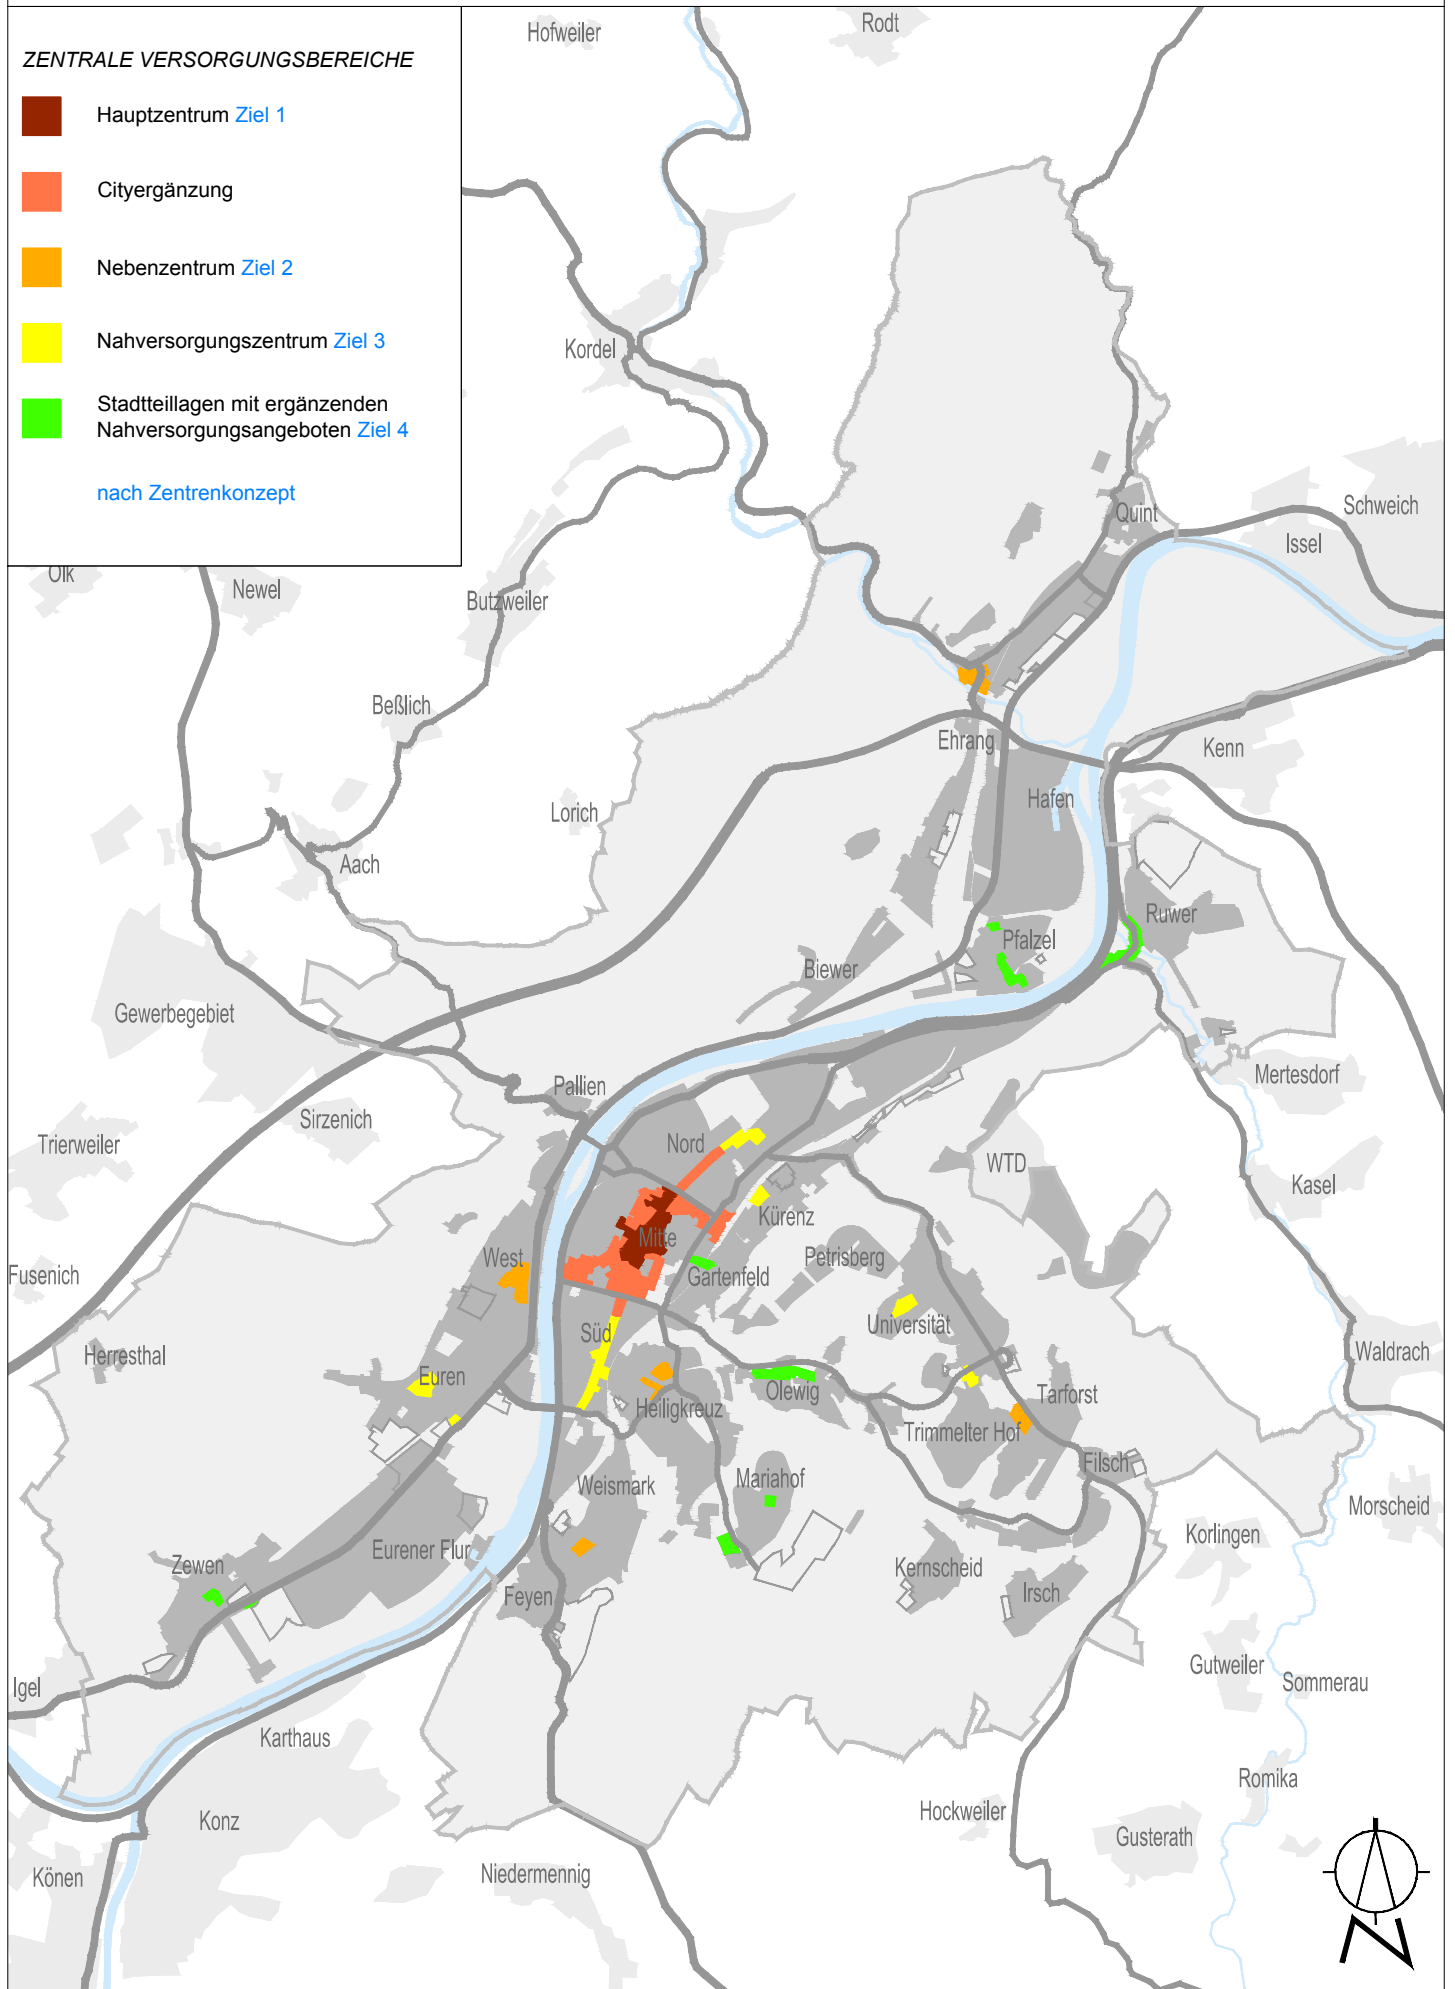 ZENTRALE VERSORGUNGSBEREICHE
Hauptzentrum Ziel 1
Cityergänzung
Nebenzentrum Ziel 2
Nahversorgungszentrum Ziel 3
Stadtteillagen mit ergänzenden
Nahversorgungsangeboten Ziel 4
nach Zentrenkonzept
Hofweiler
Rodt
Kordel
Schweich
Quint
Issel
Olk
Newel
Butzweiler
Beßlich
Ehrang
Kenn
Hafen
Lorich
Aach
Ruwer
Pfalzel
Biewer
Gewerbegebiet
Mertesdorf
Pallien
Sirzenich
Trierweiler
Nord
WTD
Kasel
Kürenz
Mitte
West
Petrisberg
Fusenich
Gartenfeld
Universität
Süd
Herresthal
Waldrach
Euren
Olewig
Tarforst
Heiligkreuz
Trimmelter Hof
Filsch
Mariahof
Weismark
Morscheid
Korlingen
Eurener Flur
Zewen
Kernscheid
Irsch
Feyen
Gutweiler
Sommerau
Igel
Karthaus
Romika
Hockweiler
Konz
Gusterath
Niedermennig
Könen
N